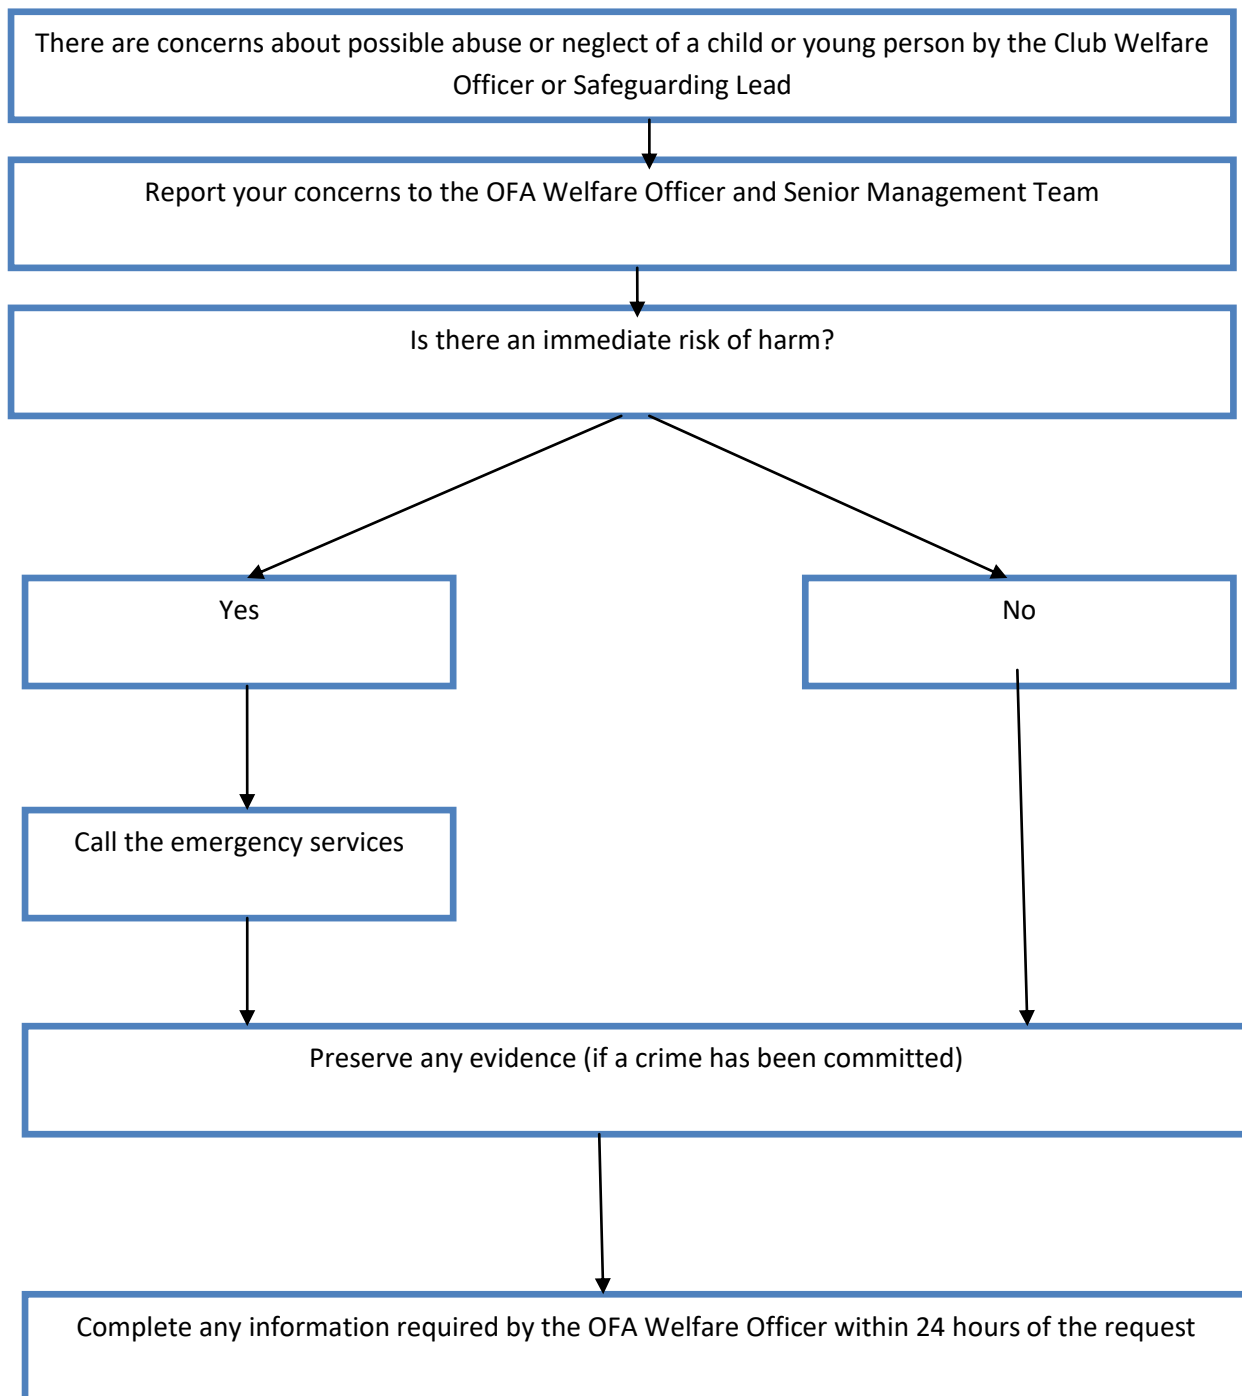 There are concerns about possible abuse or neglect of a child or young person by the Club Welfare
Officer or Safeguarding Lead
Report your concerns to the OFA Welfare Officer and Senior Management Team
Is there an immediate risk of harm?
Yes
No
Call the emergency services
Preserve any evidence (if a crime has been committed)
Complete any information required by the OFA Welfare Officer within 24 hours of the request